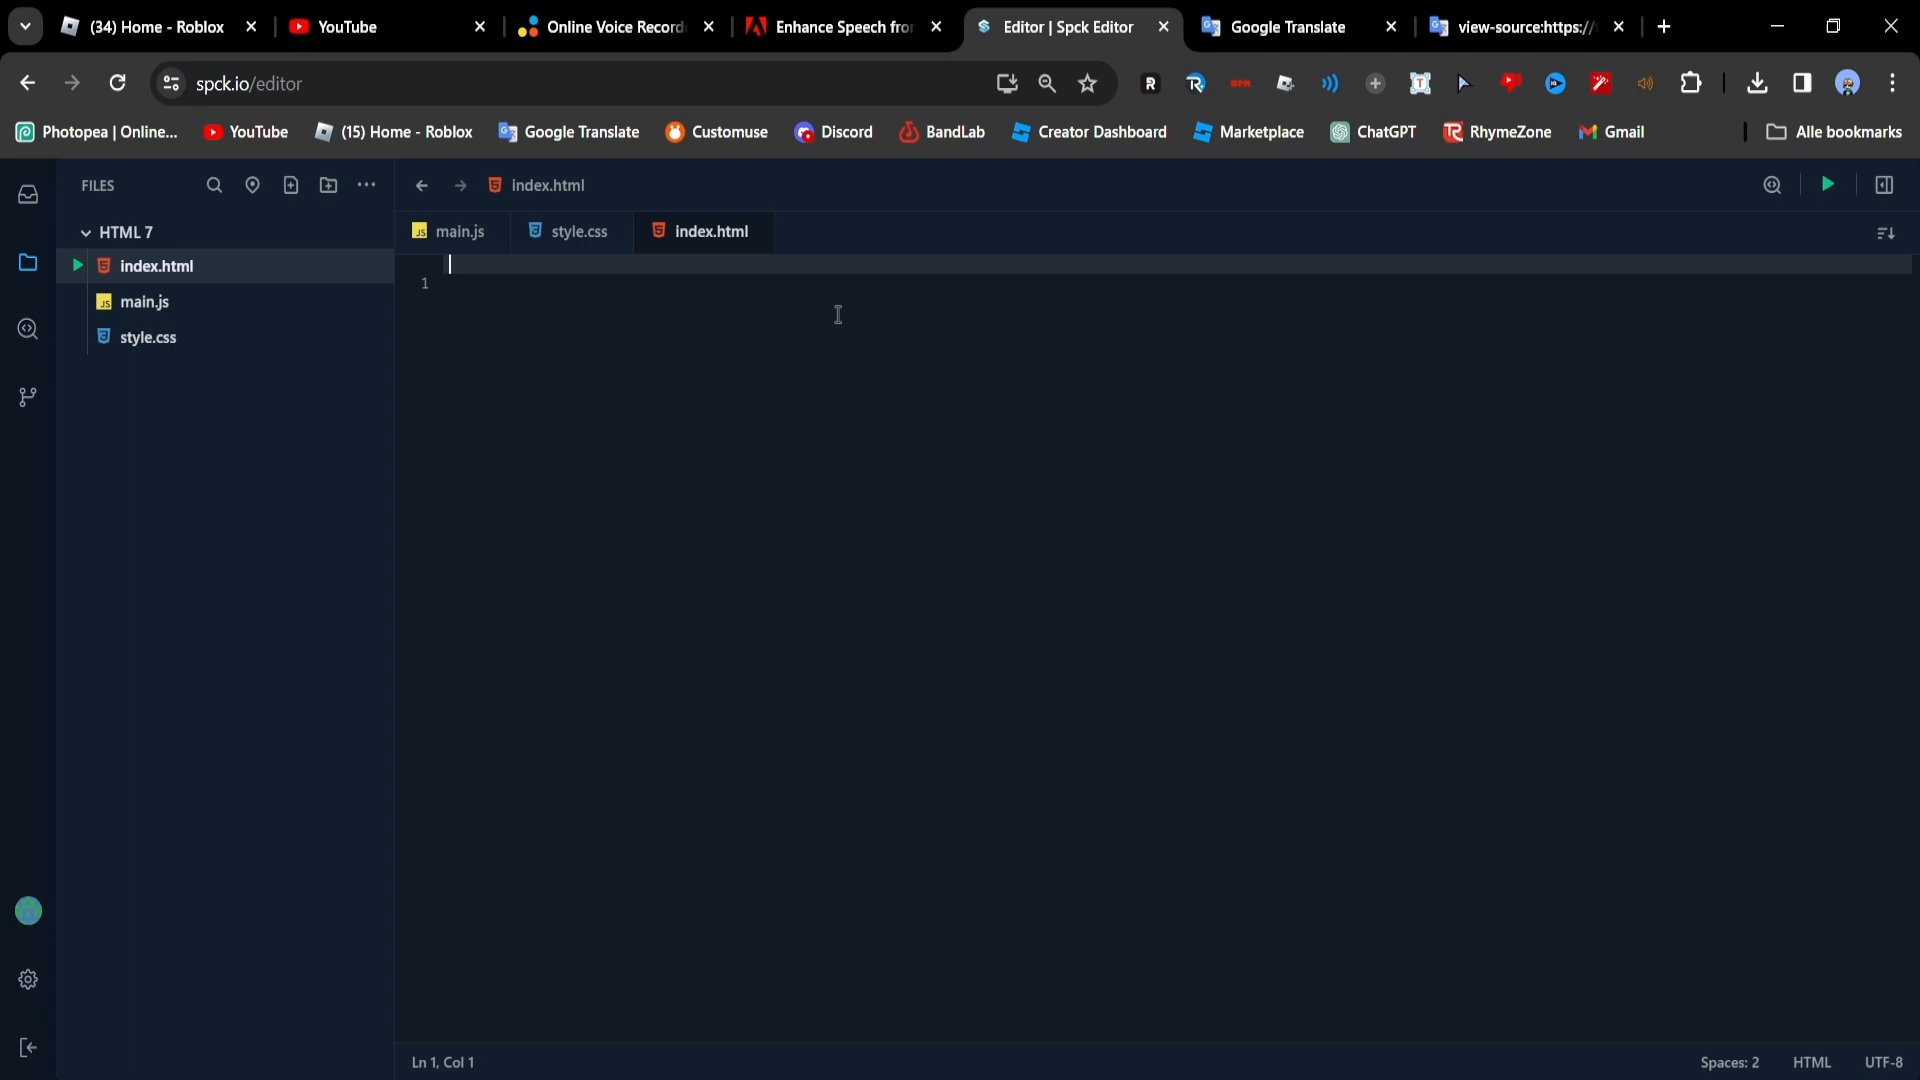 (34) Home - Roblox
YouTube
Online Voice Record
Enhance Speech fro
Editor | Spck Editor
Google Translate
view-source:https://
spck.io/editor
Photopea | Online...
YouTube
(15) Home - Roblox
Google Translate
Customuse
Discord
BandLab
Creator Dashboard
Marketplace
ChatGPT
RhymeZone
Gmail
Alle bookmarks
FILES
index.html
HTML 7
main.js
style.css
index.html
index.html
main.js
style.css
1
Ln 1, Col 1
Spaces: 2
HTML
UTF-8